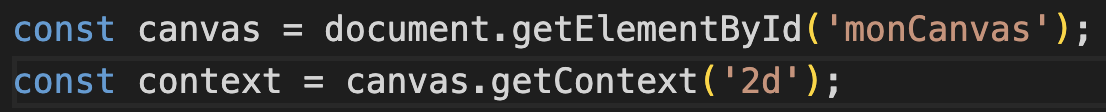 const canvas = document.getElementById('monCanvas');
const context = canvas.getContext('2d');